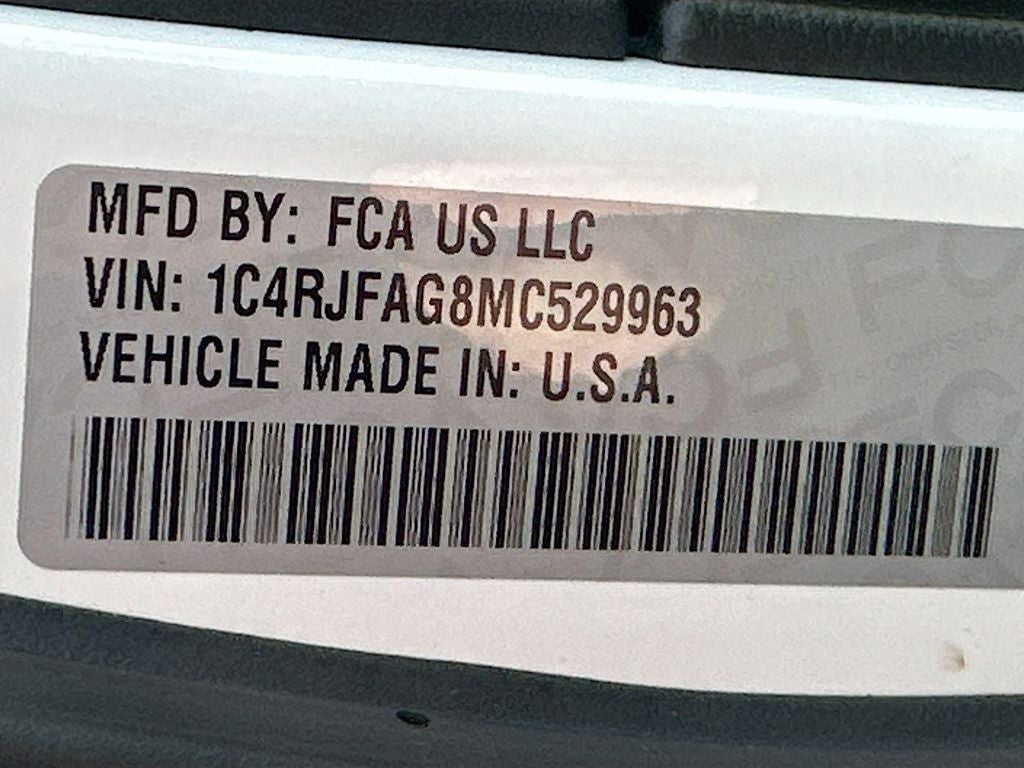 MFD BY: FCA US LLC
VIN: 1C4RJFAG8MC529963
VEHICLE MADE IN: U.S.A.